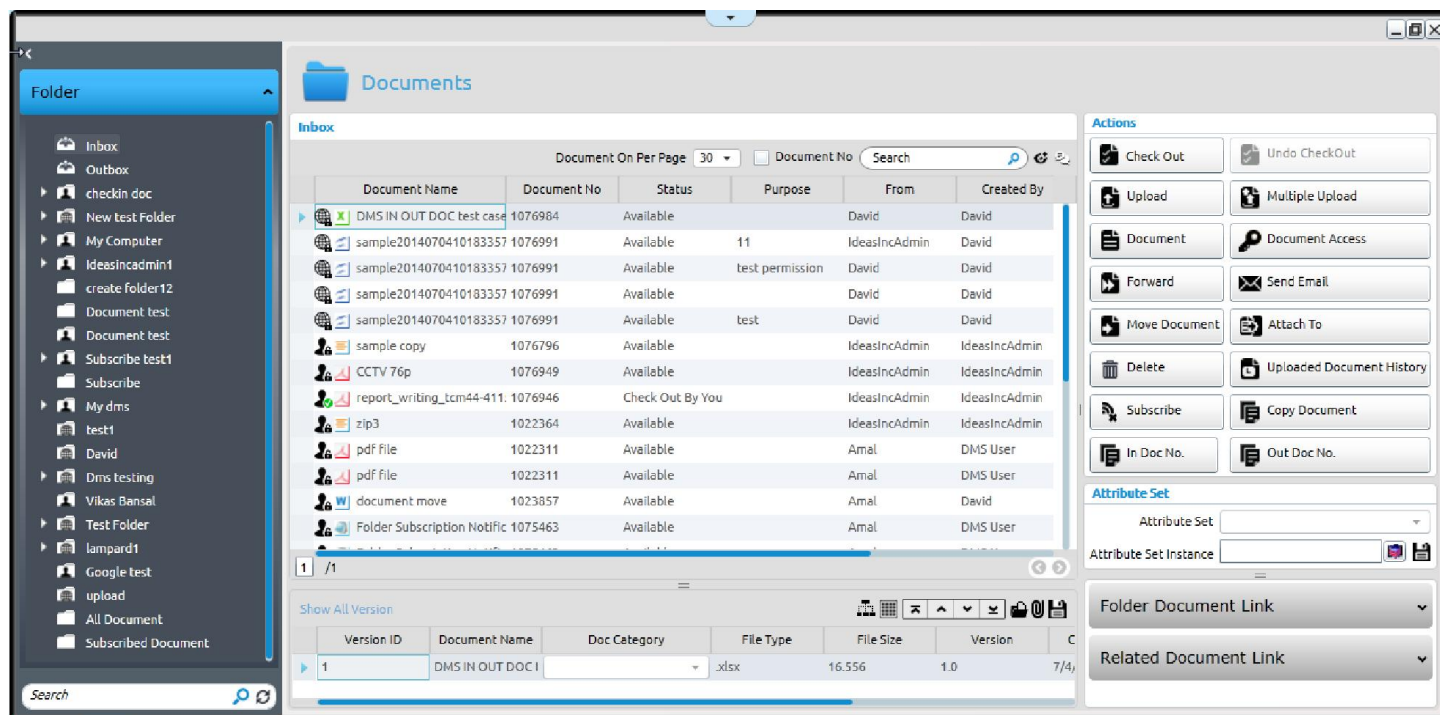 Folder
Inbox
Outbox
checkin doc
New test Folder
My Computer
Ideasincadmin1
create folder12
Document test
Document test
Subscribe test1
Subscribe
My dms
test1
David
Dms testing
Vikas Bansal
Test Folder
lampard1
Google test
upload
All Document
Subscribed Document
Search
Documents
Inbox
Document On Per Page 30 Document No Search
Document Name Document No Status Purpose From Created By
DMS IN OUT DOC test case 1076984 Available David David
sample2014070410183357 1076991 Available 11 IdeasIncAdmin David
sample2014070410183357 1076991 Available test permission David David
sample2014070410183357 1076991 Available David David
sample2014070410183357 1076991 Available test David David
sample copy 1076796 Available IdeasIncAdmin IdeasIncAdmin
CCTV 76p 1076949 Available IdeasIncAdmin IdeasIncAdmin
report_writing_tcm44-411. 1076946 Check Out By You IdeasIncAdmin IdeasIncAdmin
zip3 1022364 Available IdeasIncAdmin IdeasIncAdmin
pdf file 1022311 Available Amal DMS User
pdf file 1022311 Available Amal DMS User
document move 1023857 Available Amal David
Folder Subscription Notific 1075463 Available Amal DMS User
1 /1
Show All Version
Version ID Document Name Doc Category File Type File Size Version C
1 DMS IN OUT DOC .xlsx 16.556 1.0 7/4/
Actions
Check Out Undo CheckOut
Upload Multiple Upload
Document Document Access
Forward Send Email
Move Document Attach To
Delete Uploaded Document History
Subscribe Copy Document
In Doc No. Out Doc No.
Attribute Set
Attribute Set
Attribute Set Instance
Folder Document Link
Related Document Link